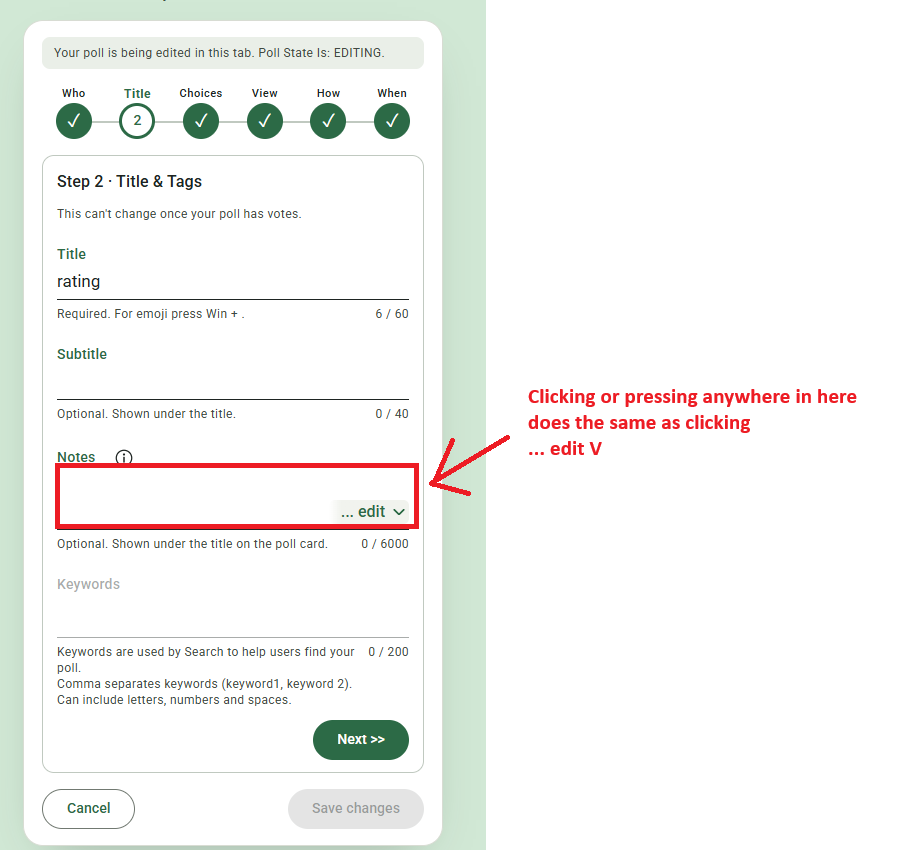 Your poll is being edited in this tab. Poll State Is: EDITING.
Who Title Choices View How When
2
Step 2 · Title & Tags
This can't change once your poll has votes.
Title
rating
Required. For emoji press Win + . 6 / 60
Subtitle
Optional. Shown under the title. 0 / 40
Notes
... edit
Optional. Shown under the title on the poll card. 0 / 6000
Keywords
Keywords are used by Search to help users find your 0 / 200
poll.
Comma separates keywords (keyword1, keyword 2).
Can include letters, numbers and spaces.
Next >>
Cancel Save changes
Clicking or pressing anywhere in here
does the same as clicking
... edit V